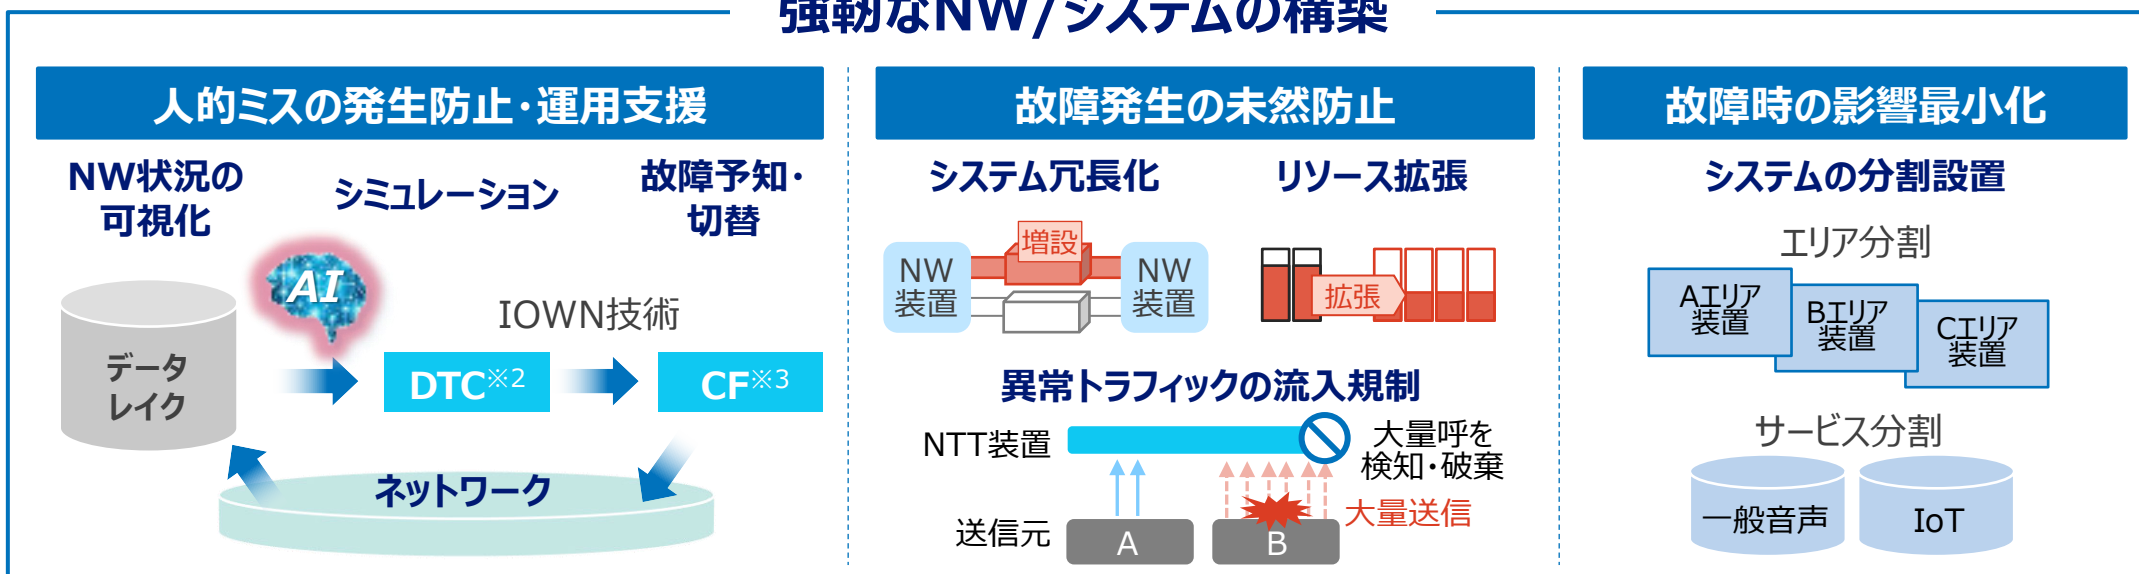 強靭なNW/システムの構築
人的ミスの発生防止･運用支援
NW状況の
可視化
シミュレーション
故障予知･
切替
AI
IOWN技術
データ
レイク
DTC※2
CF※3
ネットワーク
故障発生の未然防止
システム冗長化
リソース拡張
NW
装置
増設
NW
装置
拡張
異常トラフィックの流入規制
NTT装置
大量呼を
検知･破棄
大量送信
送信元
A
B
故障時の影響最小化
システムの分割設置
エリア分割
Aエリア
装置
Bエリア
装置
Cエリア
装置
サービス分割
一般音声
IoT